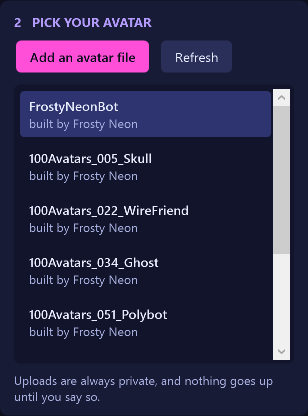 2 PICK YOUR AVATAR
Add an avatar file
Refresh
FrostyNeonBot
built by Frosty Neon
100Avatars_005_Skull
built by Frosty Neon
100Avatars_022_WireFriend
built by Frosty Neon
100Avatars_034_Ghost
built by Frosty Neon
100Avatars_051_Polybot
built by Frosty Neon
Uploads are always private, and nothing goes up
until you say so.